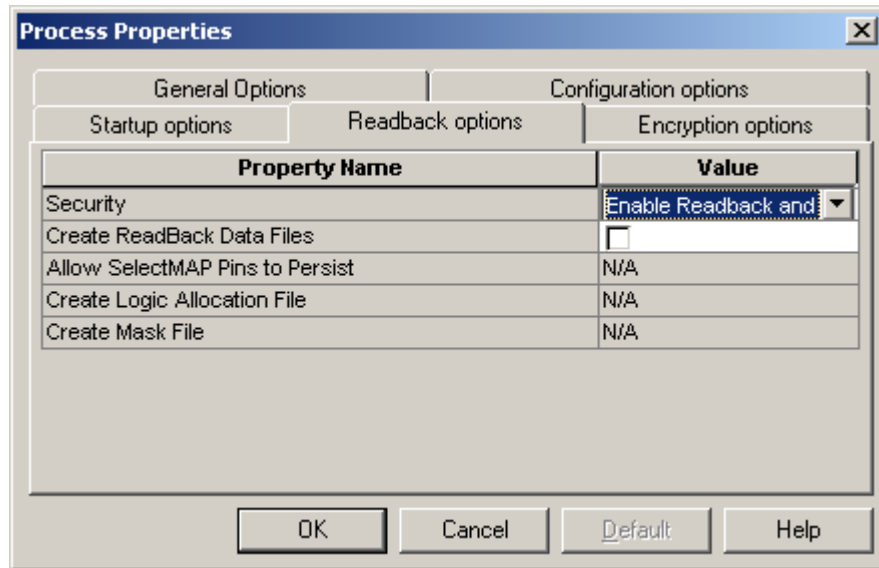 Process Properties
General Options Configuration options
Startup options Readback options Encryption options
Property Name Value
Security Enable Readback and
Create ReadBack Data Files
Allow SelectMAP Pins to Persist N/A
Create Logic Allocation File N/A
Create Mask File N/A
OK Cancel Default Help